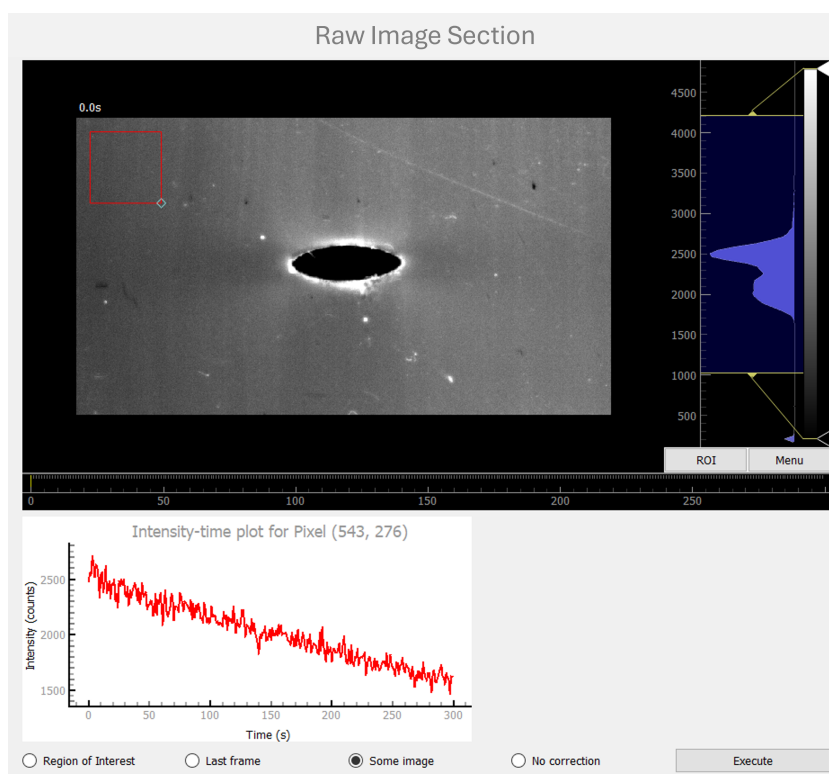 Raw Image Section
0.0s
4500
4000
3500
3000
2500
2000
1500
1000
500
ROI Menu
0 50 100 150 200 250
Intensity-time plot for Pixel (543, 276)
Intensity (counts)
2500
2000
1500
0 50 100 150 200 250 300
Time (s)
Region of Interest Last frame Some image No correction Execute